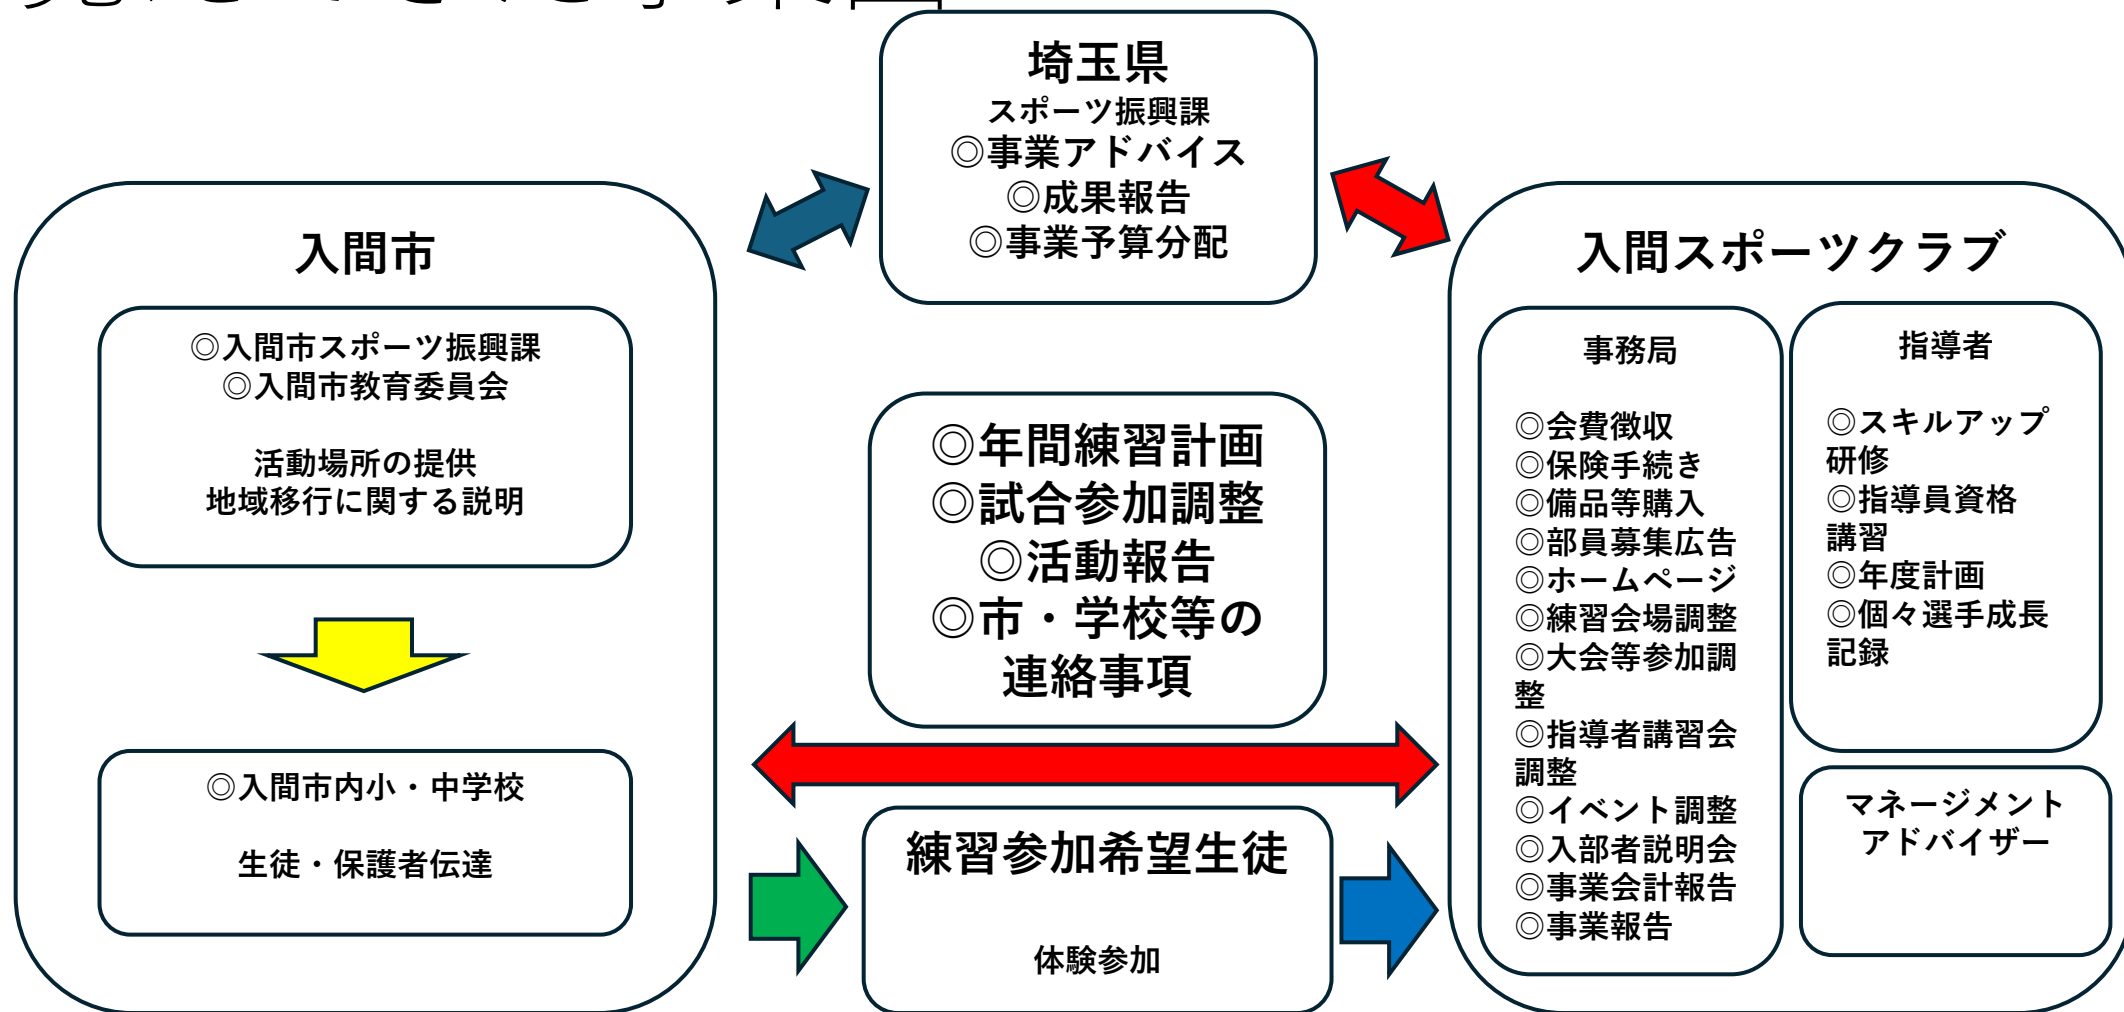 埼玉県
スポーツ振興課
◎事業アドバイス
◎成果報告
◎事業予算分配
入間市
◎入間市スポーツ振興課
◎入間市教育委員会
活動場所の提供
地域移行に関する説明
◎入間市内小・中学校
生徒・保護者伝達
◎年間練習計画
◎試合参加調整
◎活動報告
◎市・学校等の
連絡事項
練習参加希望生徒
体験参加
入間スポーツクラブ
事務局
◎会費徴収
◎保険手続き
◎備品等購入
◎部員募集広告
◎ホームページ
◎練習会場調整
◎大会等参加調
整
◎指導者講習会
調整
◎イベント調整
◎入部者説明会
◎事業会計報告
◎事業報告
指導者
◎スキルアップ
研修
◎指導員資格
講習
◎年度計画
◎個々選手成長
記録
マネージメント
アドバイザー